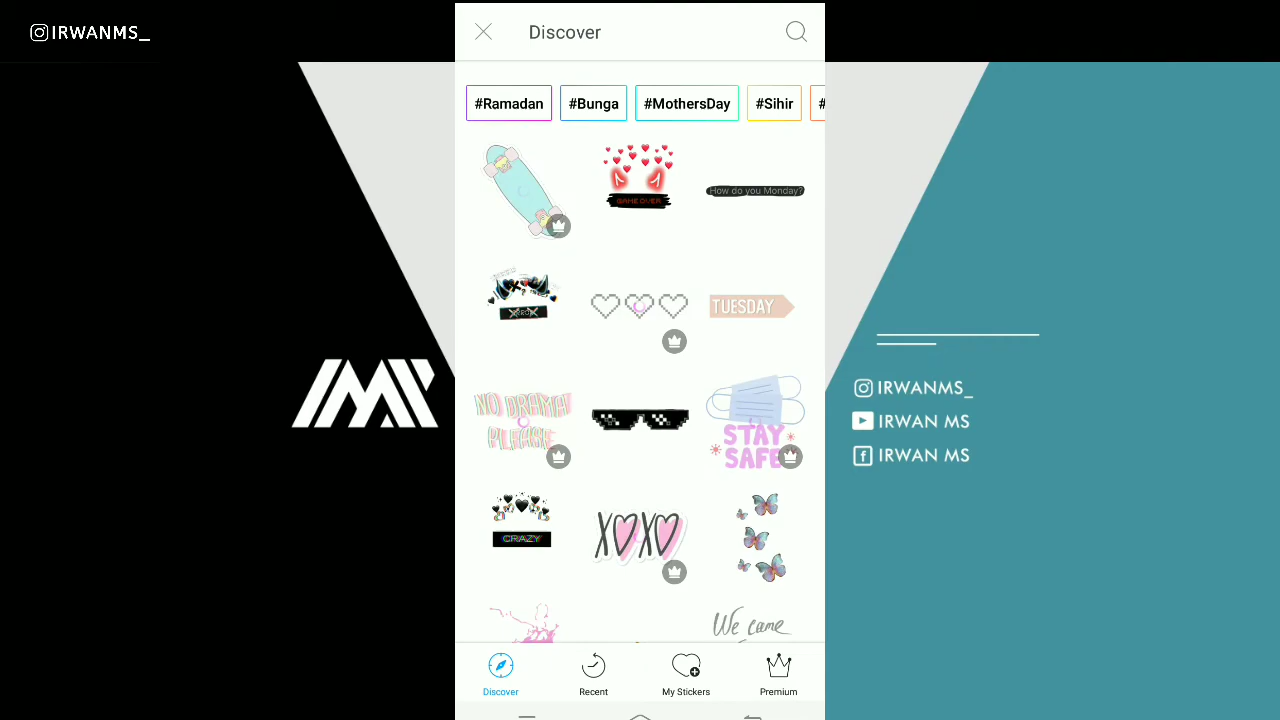 IRWANMS_
Discover
#Ramadan
#Bunga
#MothersDay
#Sihir
#
GAME OVER
How do you Monday?
ERROR
TUESDAY
NO DRAMA
PLEASE
STAY
SAFE
CRAZY
XOXO
We came
IRWANMS_
IRWAN MS
IRWAN MS
Discover
Recent
My Stickers
Premium